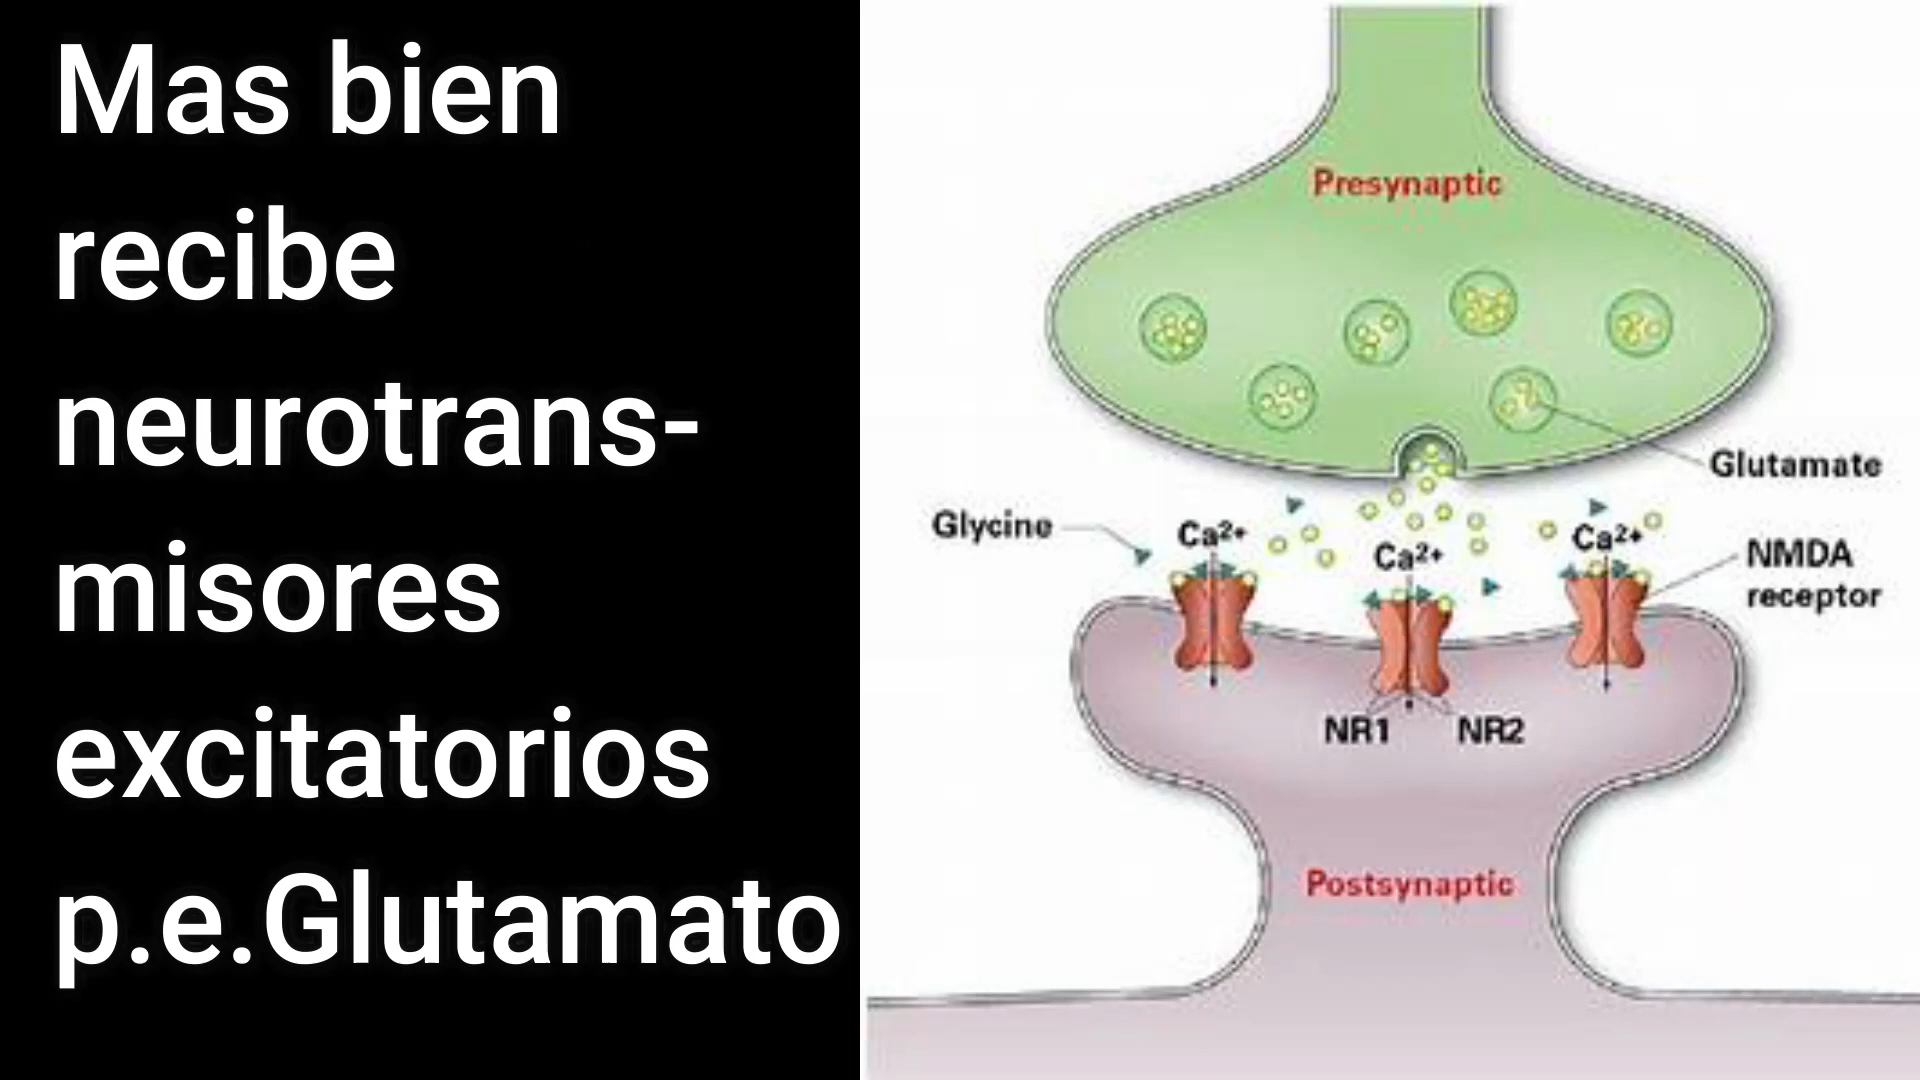 Mas bien
recibe
neurotrans-
misores
excitatorios
p.e.Glutamato
Presynaptic
Glutamate
Glycine
Ca²⁺
Ca²⁺
Ca²⁺
NMDA
receptor
NR1
NR2
Postsynaptic